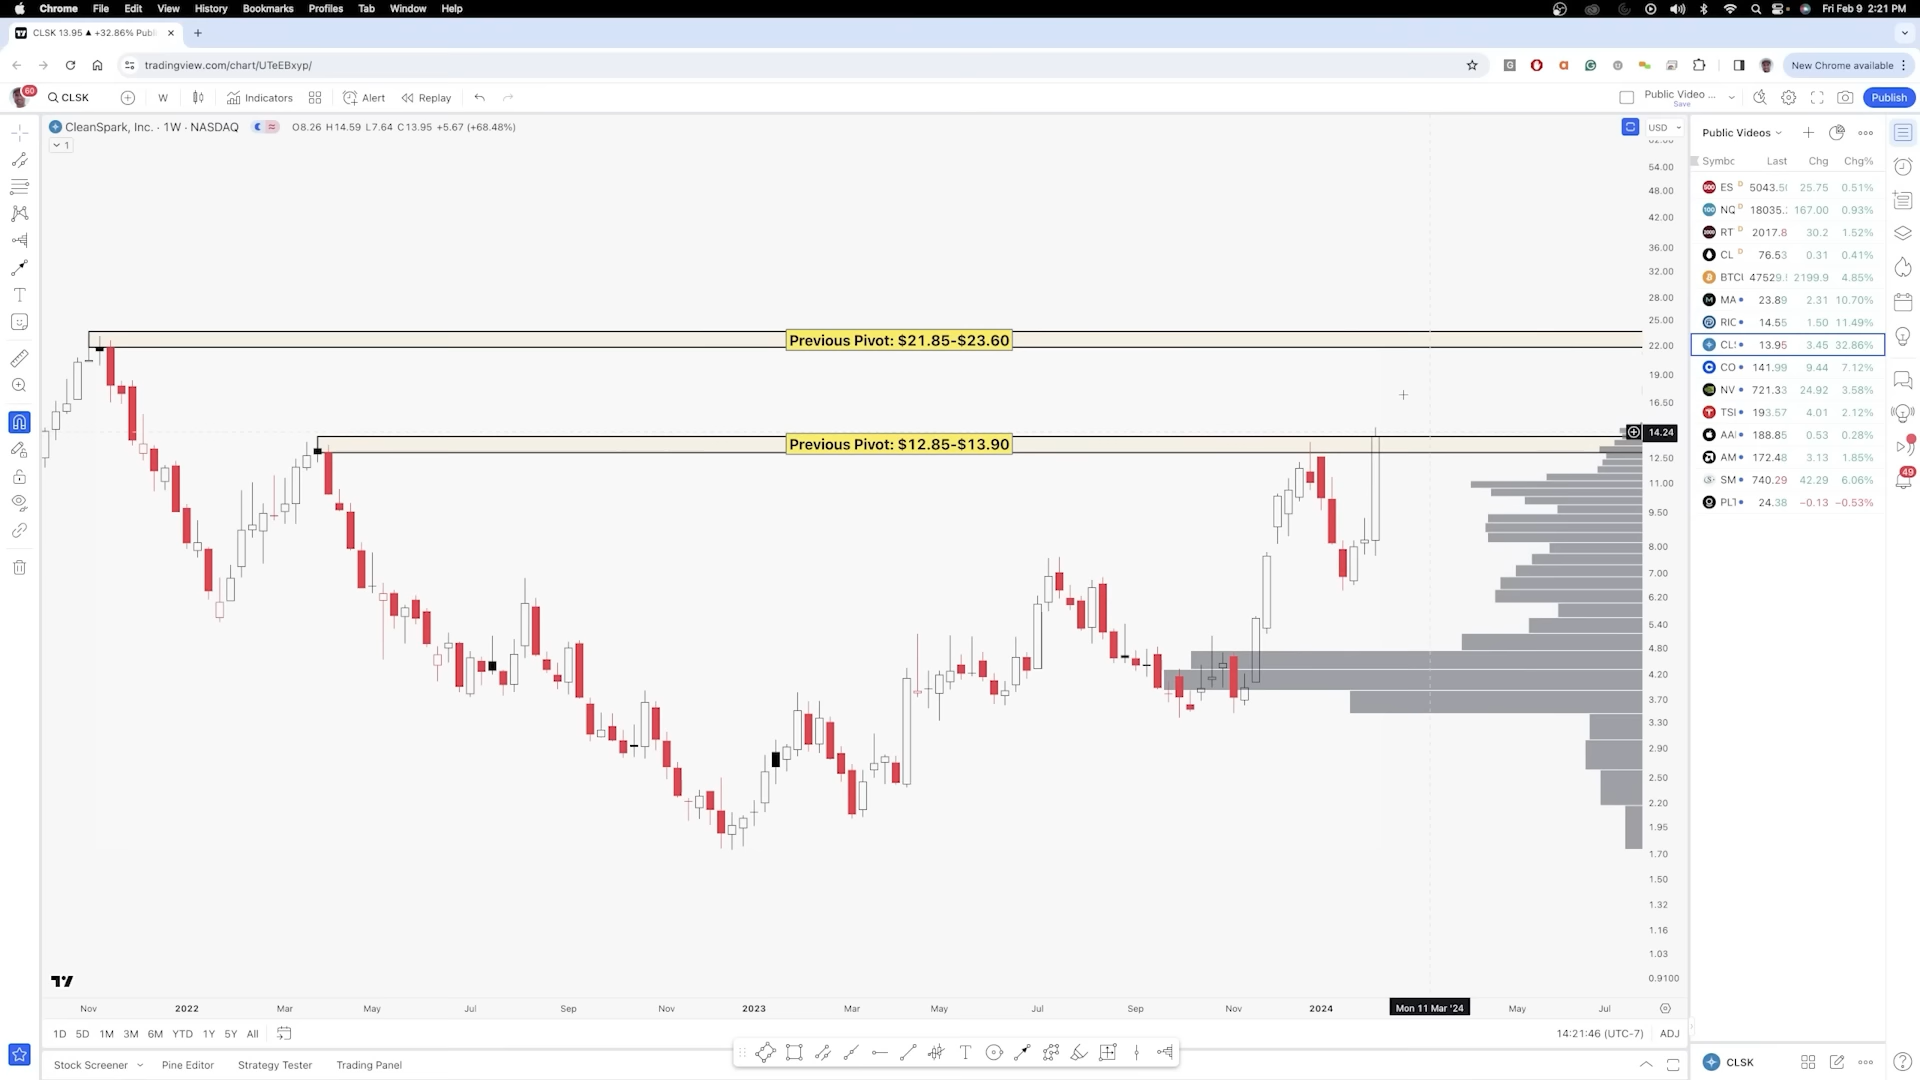 Chrome File Edit View History Bookmarks Profiles Tab Window Help
Fri Feb 9 2:21 PM
CLSK 13.95 ▲ +32.86% Publ
tradingview.com/chart/UTeEBxyp/
New Chrome available
60
CLSK
W
Indicators
Alert
Replay
Public Video ...
Save
Publish
CleanSpark, Inc. · 1W · NASDAQ
O8.26 H14.59 L7.64 C13.95 +5.67 (+68.48%)
1
USD
54.00
48.00
42.00
36.00
32.00
28.00
25.00
22.00
19.00
16.50
14.24
12.50
11.00
9.50
8.00
7.00
6.20
5.40
4.80
4.20
3.70
3.30
2.90
2.50
2.20
1.95
1.70
1.50
1.32
1.16
1.03
0.9100
Previous Pivot: $21.85-$23.60
Previous Pivot: $12.85-$13.90
Nov 2022 Mar May Jul Sep Nov 2023 Mar May Jul Sep Nov 2024 Mon 11 Mar '24 May Jul
1D 5D 1M 3M 6M YTD 1Y 5Y All
14:21:46 (UTC-7) ADJ
Stock Screener Pine Editor Strategy Tester Trading Panel
Public Videos
Symbc Last Chg Chg%
ES D 5043.5 25.75 0.51%
NQ D 18035. 167.00 0.93%
RT D 2017.8 30.2 1.52%
CL D 76.53 0.31 0.41%
BTC 47529. 2199.9 4.85%
MA 23.89 2.31 10.70%
RIO 14.55 1.50 11.49%
CL 13.95 3.45 32.86%
CO 141.99 9.44 7.12%
NV 721.33 24.92 3.58%
TS 193.57 4.01 2.12%
AA 188.85 0.53 0.28%
AM 172.48 3.13 1.85%
SM 740.29 42.29 6.06%
PL 24.38 −0.13 −0.53%
49
CLSK